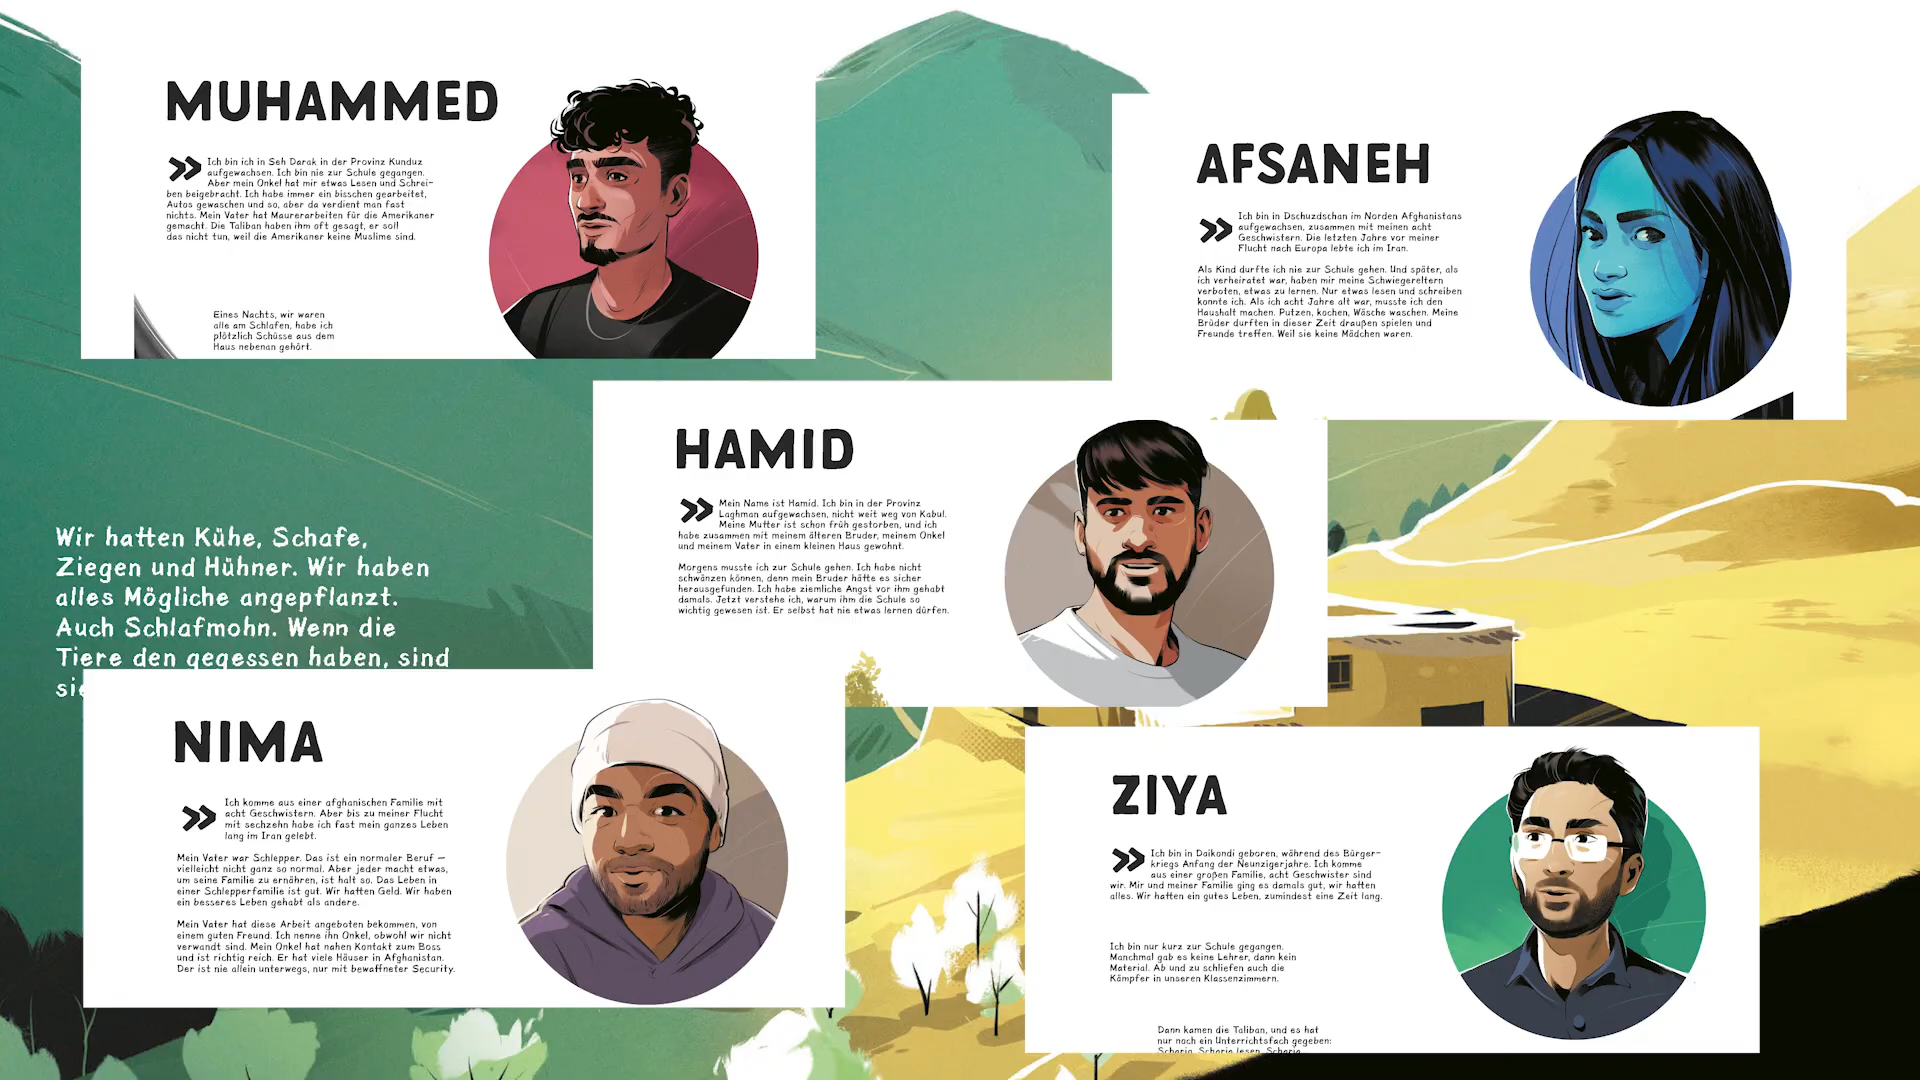 MUHAMMED
Ich bin ich in Seh Darak in der Provinz Kunduz
aufgewachsen. Ich bin nie zur Schule gegangen.
Aber mein Onkel hat mir etwas Lesen und Schrei-
ben beigebracht. Ich habe immer ein bisschen gearbeitet,
Autos gewaschen und so, aber da verdient man fast
nichts. Mein Vater hat Maurerarbeiten für die Amerikaner
gemacht. Die Taliban haben ihm oft gesagt, er soll
das nicht tun, weil die Amerikaner keine Muslime sind.
Eines Nachts, wir waren
alle am Schlafen, habe ich
plötzlich Schüsse aus dem
Haus nebenan gehört.
AFSANEH
Ich bin in Dschuzdschan im Norden Afghanistans
aufgewachsen, zusammen mit meinen acht
Geschwistern. Die letzten Jahre vor meiner
Flucht nach Europa lebte ich im Iran.
Als Kind durfte ich nie zur Schule gehen. Und später, als
ich verheiratet war, haben mir meine Schwiegereltern
verboten, etwas zu lernen. Nur etwas lesen und schreiben
konnte ich. Als ich acht Jahre alt war, musste ich den
Haushalt machen. Putzen, kochen, Wäsche waschen. Meine
Brüder durften in dieser Zeit draußen spielen und
Freunde treffen. Weil sie keine Mädchen waren.
HAMID
Mein Name ist Hamid. Ich bin in der Provinz
Laghman aufgewachsen, nicht weit weg von Kabul.
Meine Mutter ist schon früh gestorben, und ich
habe zusammen mit meinem älteren Bruder, meinem Onkel
und meinem Vater in einem kleinen Haus gewohnt.
Morgens musste ich zur Schule gehen. Ich habe nicht
schwänzen können, denn mein Bruder hätte es sicher
herausgefunden. Ich habe ziemliche Angst vor ihm gehabt
damals. Jetzt verstehe ich, warum ihm die Schule so
wichtig gewesen ist. Er selbst hat nie etwas lernen dürfen.
Wir hatten Kühe, Schafe,
Ziegen und Hühner. Wir haben
alles Mögliche angepflanzt.
Auch Schlafmohn. Wenn die
Tiere den gegessen haben, sind
NIMA
Ich komme aus einer afghanischen Familie mit
acht Geschwistern. Aber bis zu meiner Flucht
mit sechzehn habe ich fast mein ganzes Leben
lang im Iran gelebt.
Mein Vater war Schlepper. Das ist ein normaler Beruf –
vielleicht nicht ganz so normal. Aber jeder macht etwas,
um seine Familie zu ernähren, ist halt so. Das Leben in
einer Schlepperfamilie ist gut. Wir hatten Geld. Wir haben
ein besseres Leben gehabt als andere.
Mein Vater hat diese Arbeit angeboten bekommen, von
einem guten Freund. Ich nenne ihn Onkel, obwohl wir nicht
verwandt sind. Mein Onkel hat nahen Kontakt zum Boss
und ist richtig reich. Er hat viele Häuser in Afghanistan.
Der ist nie allein unterwegs, nur mit bewaffneter Security.
ZIYA
Ich bin in Daikondi geboren, während des Bürger-
kriegs Anfang der Neunzigerjahre. Ich komme
aus einer großen Familie, acht Geschwister sind
wir. Mir und meiner Familie ging es damals gut, wir hatten
alles. Wir hatten ein gutes Leben, zumindest eine Zeit lang.
Ich bin nur kurz zur Schule gegangen.
Manchmal gab es keine Lehrer, dann kein
Material. Ab und zu schliefen auch die
Kämpfer in unseren Klassenzimmern.
Dann kamen die Taliban, und es hat
nur noch ein Unterrichtsfach gegeben:
Scharia. Scharia lesen, Scharia